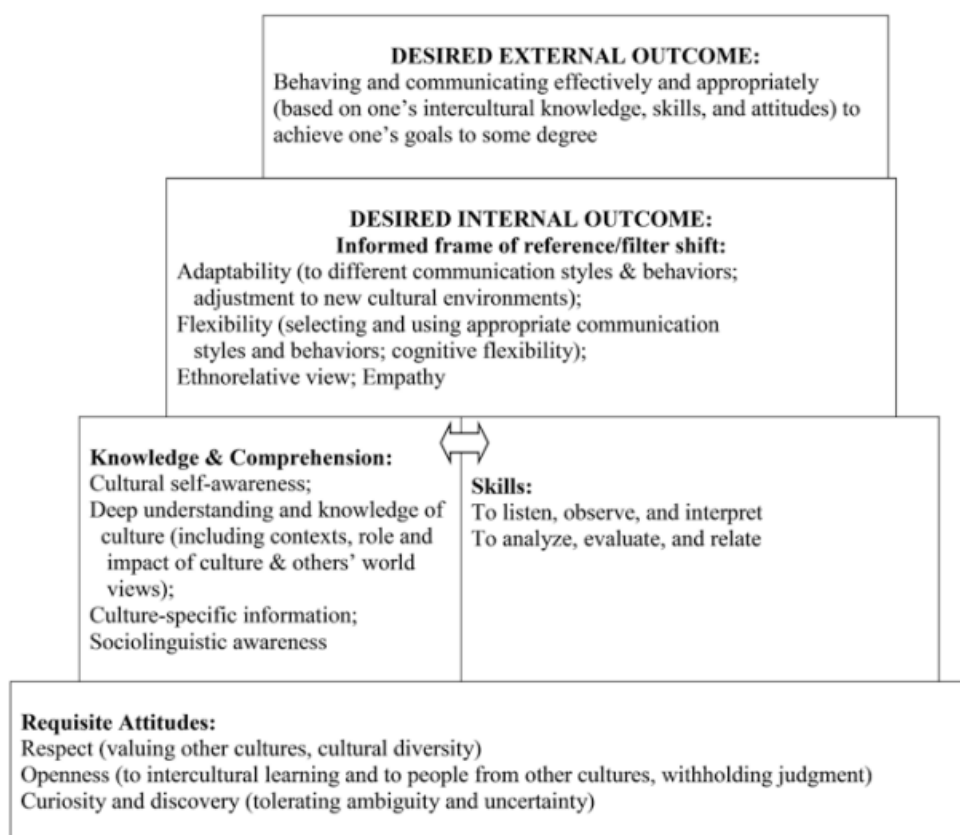 DESIRED EXTERNAL OUTCOME:
Behaving and communicating effectively and appropriately
(based on one’s intercultural knowledge, skills, and attitudes) to
achieve one’s goals to some degree
DESIRED INTERNAL OUTCOME:
Informed frame of reference/filter shift:
Adaptability (to different communication styles & behaviors;
adjustment to new cultural environments);
Flexibility (selecting and using appropriate communication
styles and behaviors; cognitive flexibility);
Ethnorelative view; Empathy
Knowledge & Comprehension:
Cultural self-awareness;
Deep understanding and knowledge of
culture (including contexts, role and
impact of culture & others’ world
views);
Culture-specific information;
Sociolinguistic awareness
Skills:
To listen, observe, and interpret
To analyze, evaluate, and relate
Requisite Attitudes:
Respect (valuing other cultures, cultural diversity)
Openness (to intercultural learning and to people from other cultures, withholding judgment)
Curiosity and discovery (tolerating ambiguity and uncertainty)